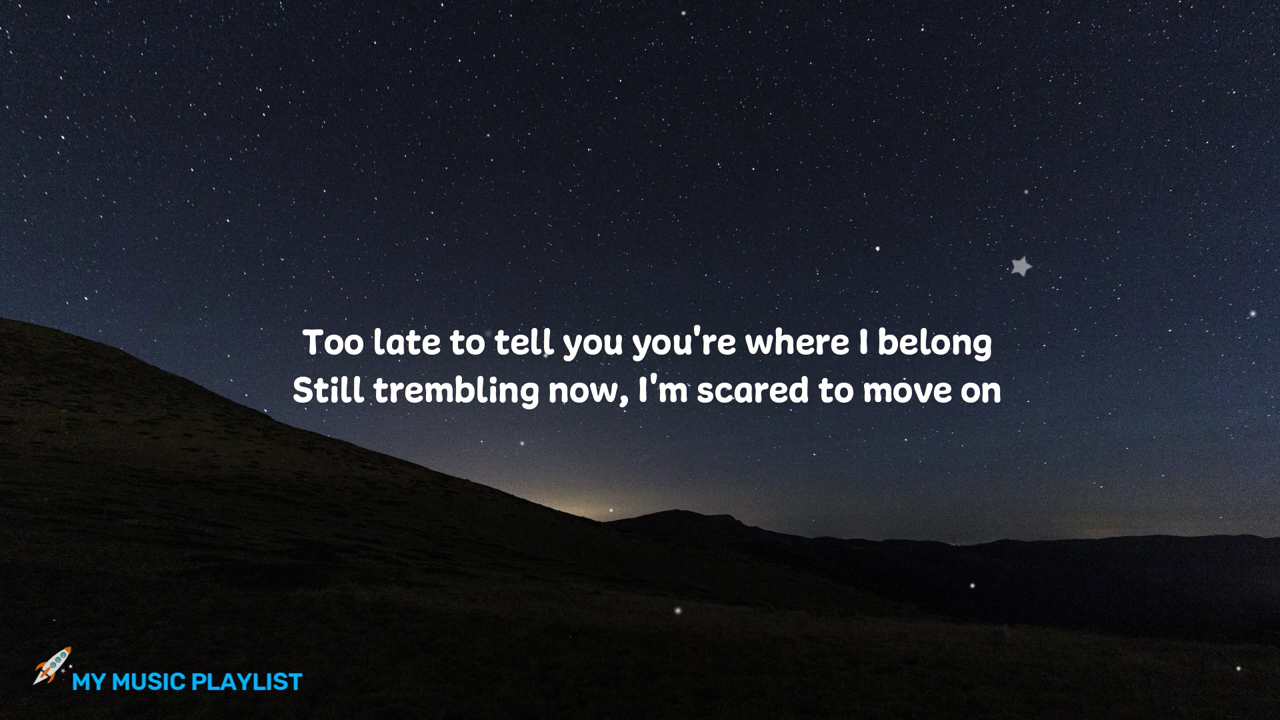 Too late to tell you you're where I belong
Still trembling now, I'm scared to move on
MY MUSIC PLAYLIST